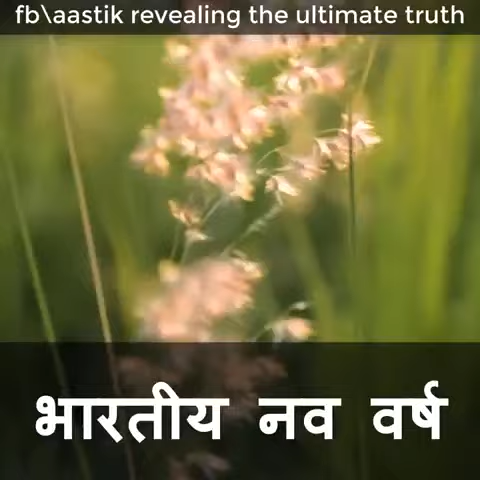 fb\aastik revealing the ultimate truth
भारतीय नव वर्ष